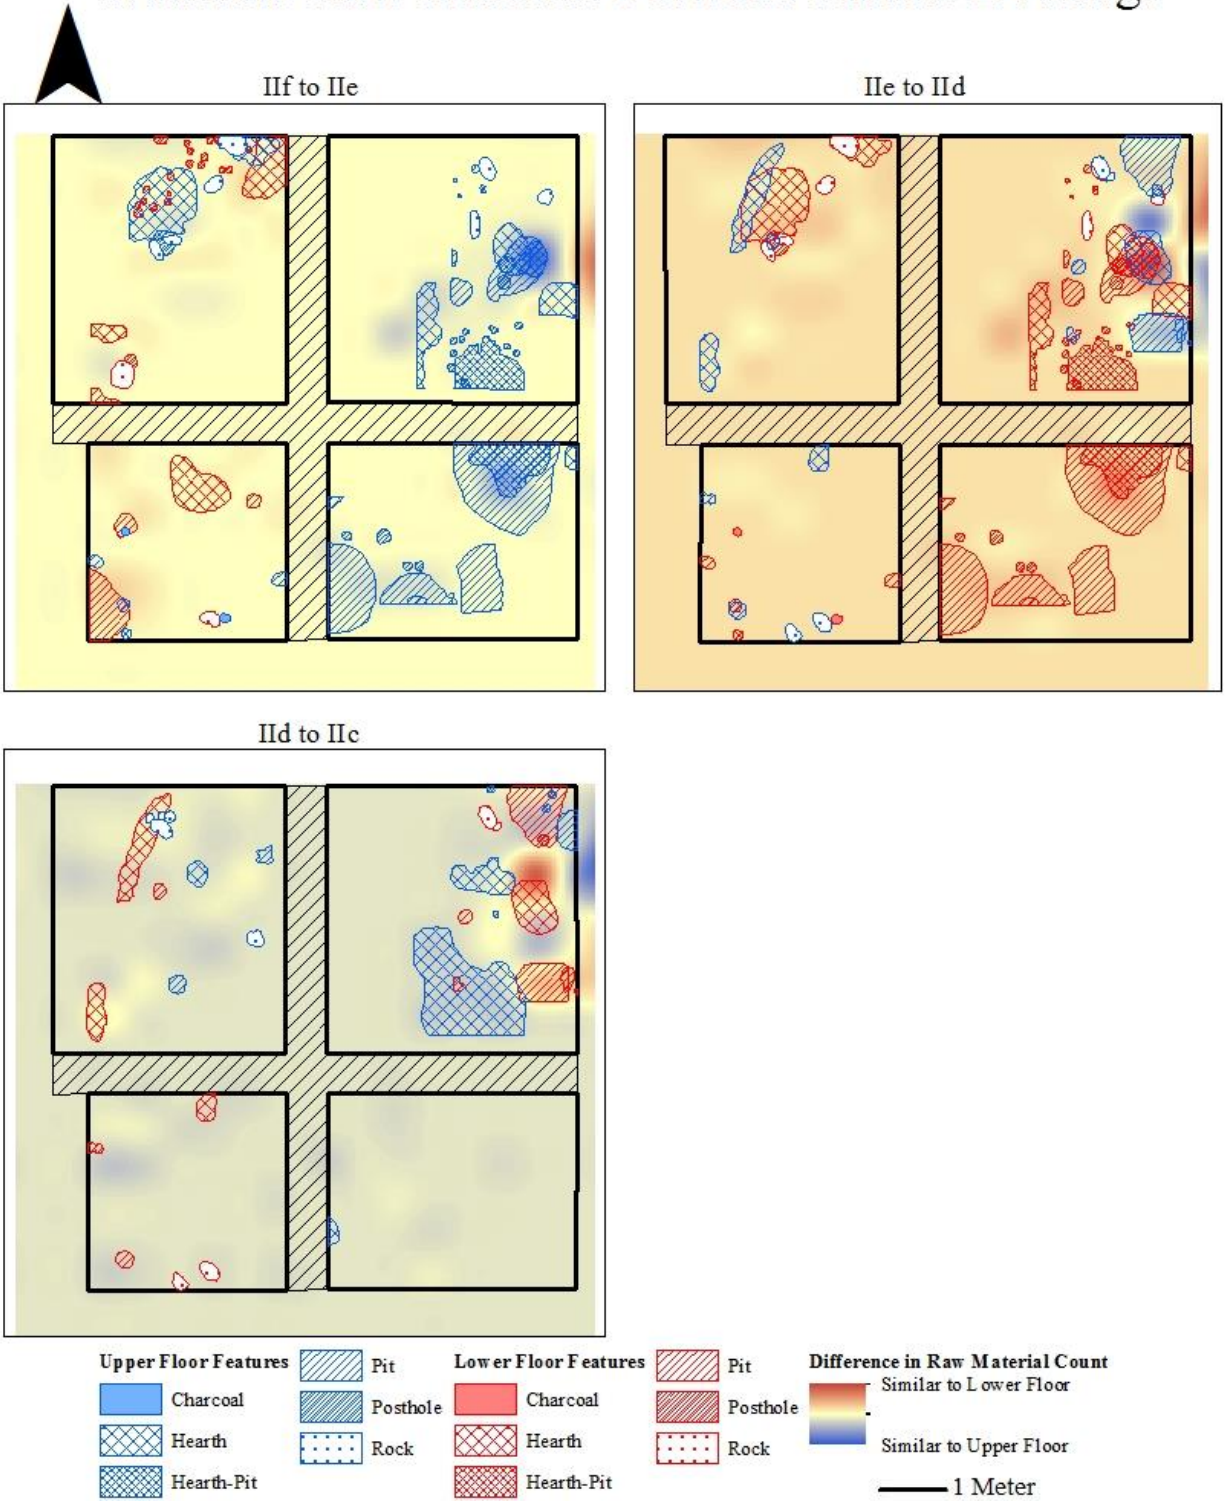 IIf to IIe
IIe to IId
IId to IIc
Upper Floor Features
Charcoal
Hearth
Hearth-Pit
Pit
Posthole
Rock
Lower Floor Features
Charcoal
Hearth
Hearth-Pit
Pit
Posthole
Rock
Difference in Raw Material Count
Similar to Lower Floor
Similar to Upper Floor
1 Meter